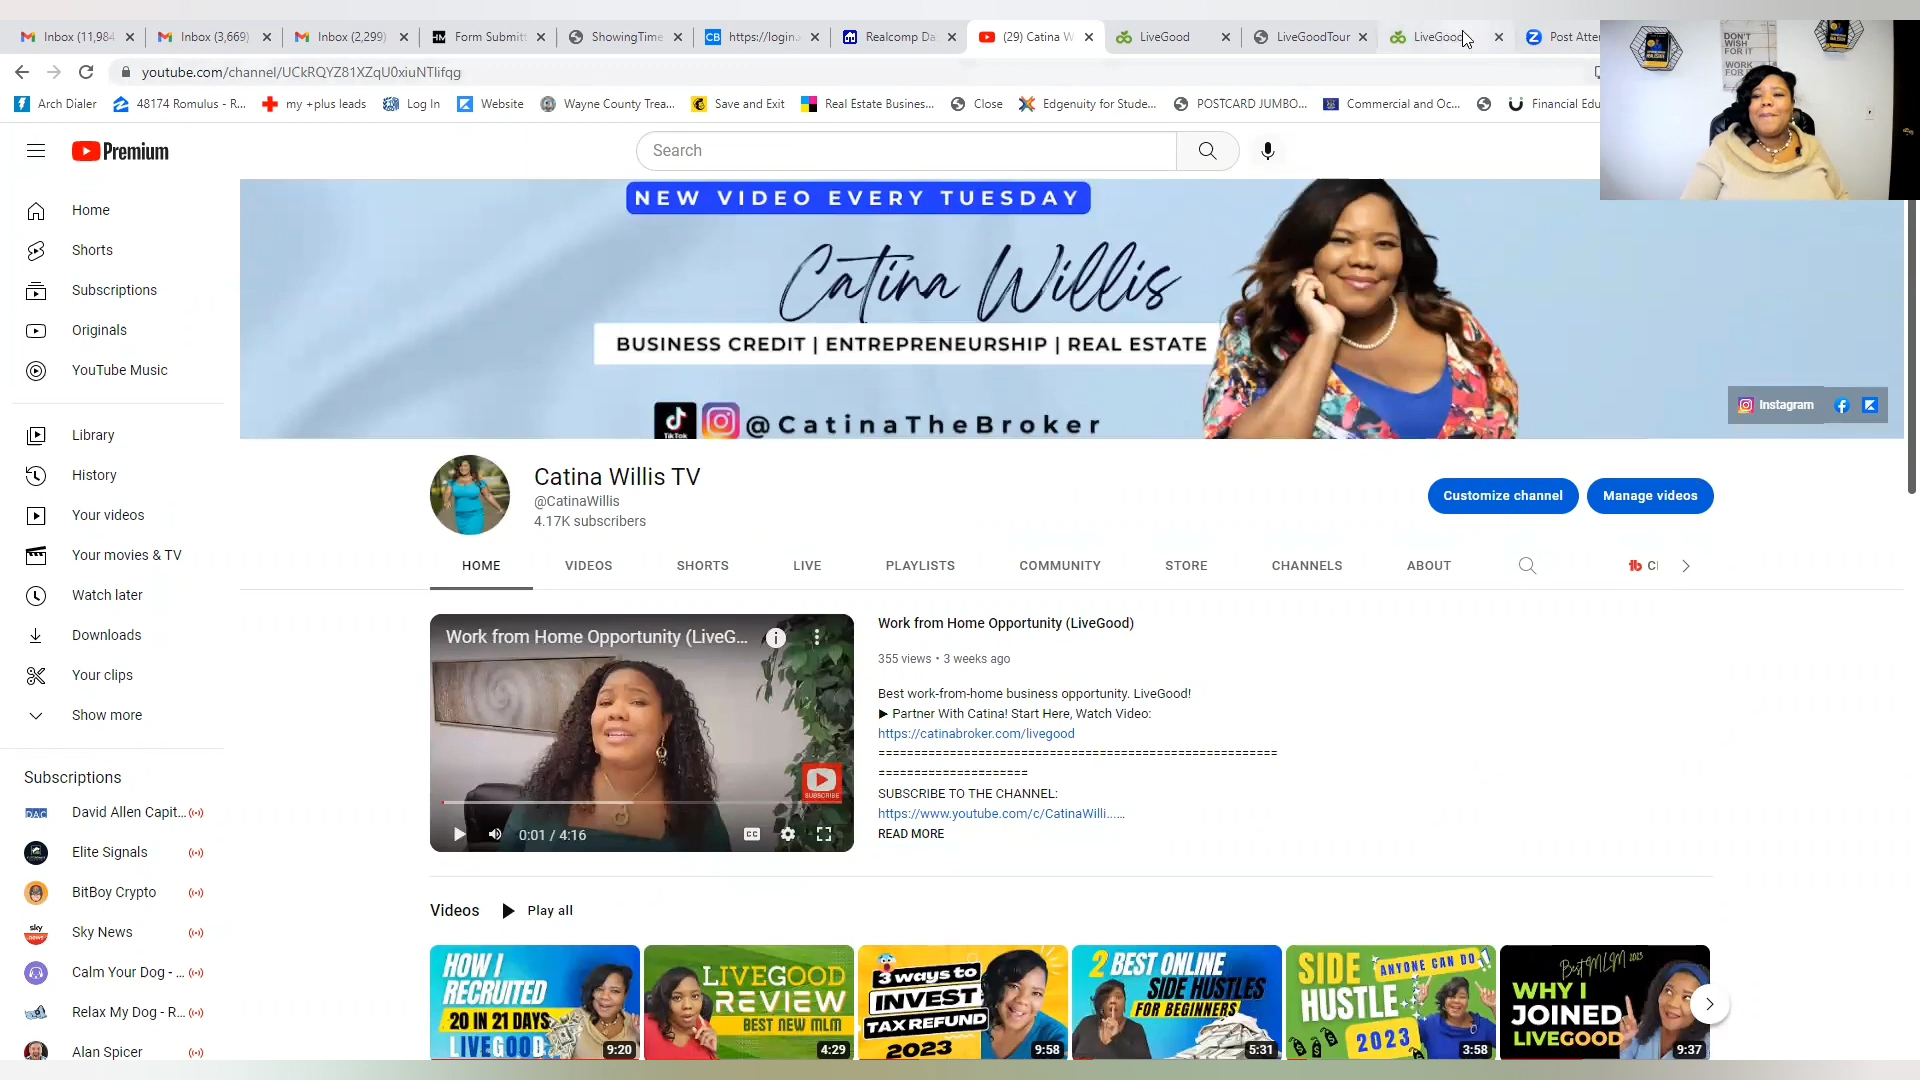 Inbox (11,984
Inbox (3,669)
Inbox (2,299)
Form Submitt
ShowingTime
https://login.
Realcomp Da
(29) Catina W
LiveGood
LiveGoodTour
LiveGood
Post Atte
youtube.com/channel/UCkRQYZ81XZqU0xiuNTlifqg
DON'T
WISH
FOR IT
WORK
FOR
Arch Dialer
48174 Romulus - R...
my +plus leads
Log In
Website
Wayne County Trea...
Save and Exit
Real Estate Busines...
Close
Edgenuity for Stude...
POSTCARD JUMBO...
Commercial and Oc...
Financial Edu
Premium
Search
Home
Shorts
Subscriptions
Originals
YouTube Music
Library
History
Your videos
Your movies & TV
Watch later
Downloads
Your clips
Show more
Subscriptions
DAC David Allen Capit...
Elite Signals
BitBoy Crypto
sky news Sky News
Calm Your Dog - ...
Relax My Dog - R...
Alan Spicer
NEW VIDEO EVERY TUESDAY
Catina Willis
BUSINESS CREDIT | ENTREPRENEURSHIP | REAL ESTATE
TikTok @CatinaTheBroker
Instagram
Catina Willis TV
@CatinaWillis
4.17K subscribers
Customize channel
Manage videos
HOME
VIDEOS
SHORTS
LIVE
PLAYLISTS
COMMUNITY
STORE
CHANNELS
ABOUT
Work from Home Opportunity (LiveG...
SUBSCRIBE
0:01 / 4:16
CC
Work from Home Opportunity (LiveGood)
355 views • 3 weeks ago
Best work-from-home business opportunity. LiveGood!
▶ Partner With Catina! Start Here, Watch Video:
https://catinabroker.com/livegood
=======================================================
=====================
SUBSCRIBE TO THE CHANNEL:
https://www.youtube.com/c/CatinaWilli......
READ MORE
Videos
Play all
HOW I
RECRUITED
20 IN 21 DAYS
LIVEGOOD
9:20
LIVEGOOD
REVIEW
BEST NEW MLM
4:29
3 ways to
INVEST
TAX REFUND
2023
9:58
2 BEST ONLINE
SIDE HUSTLES
FOR BEGINNERS
5:31
SIDE
ANYONE CAN DO
HUSTLE
2023
3:58
Best MLM 2023
WHY I
JOINED
LIVEGOOD
9:37